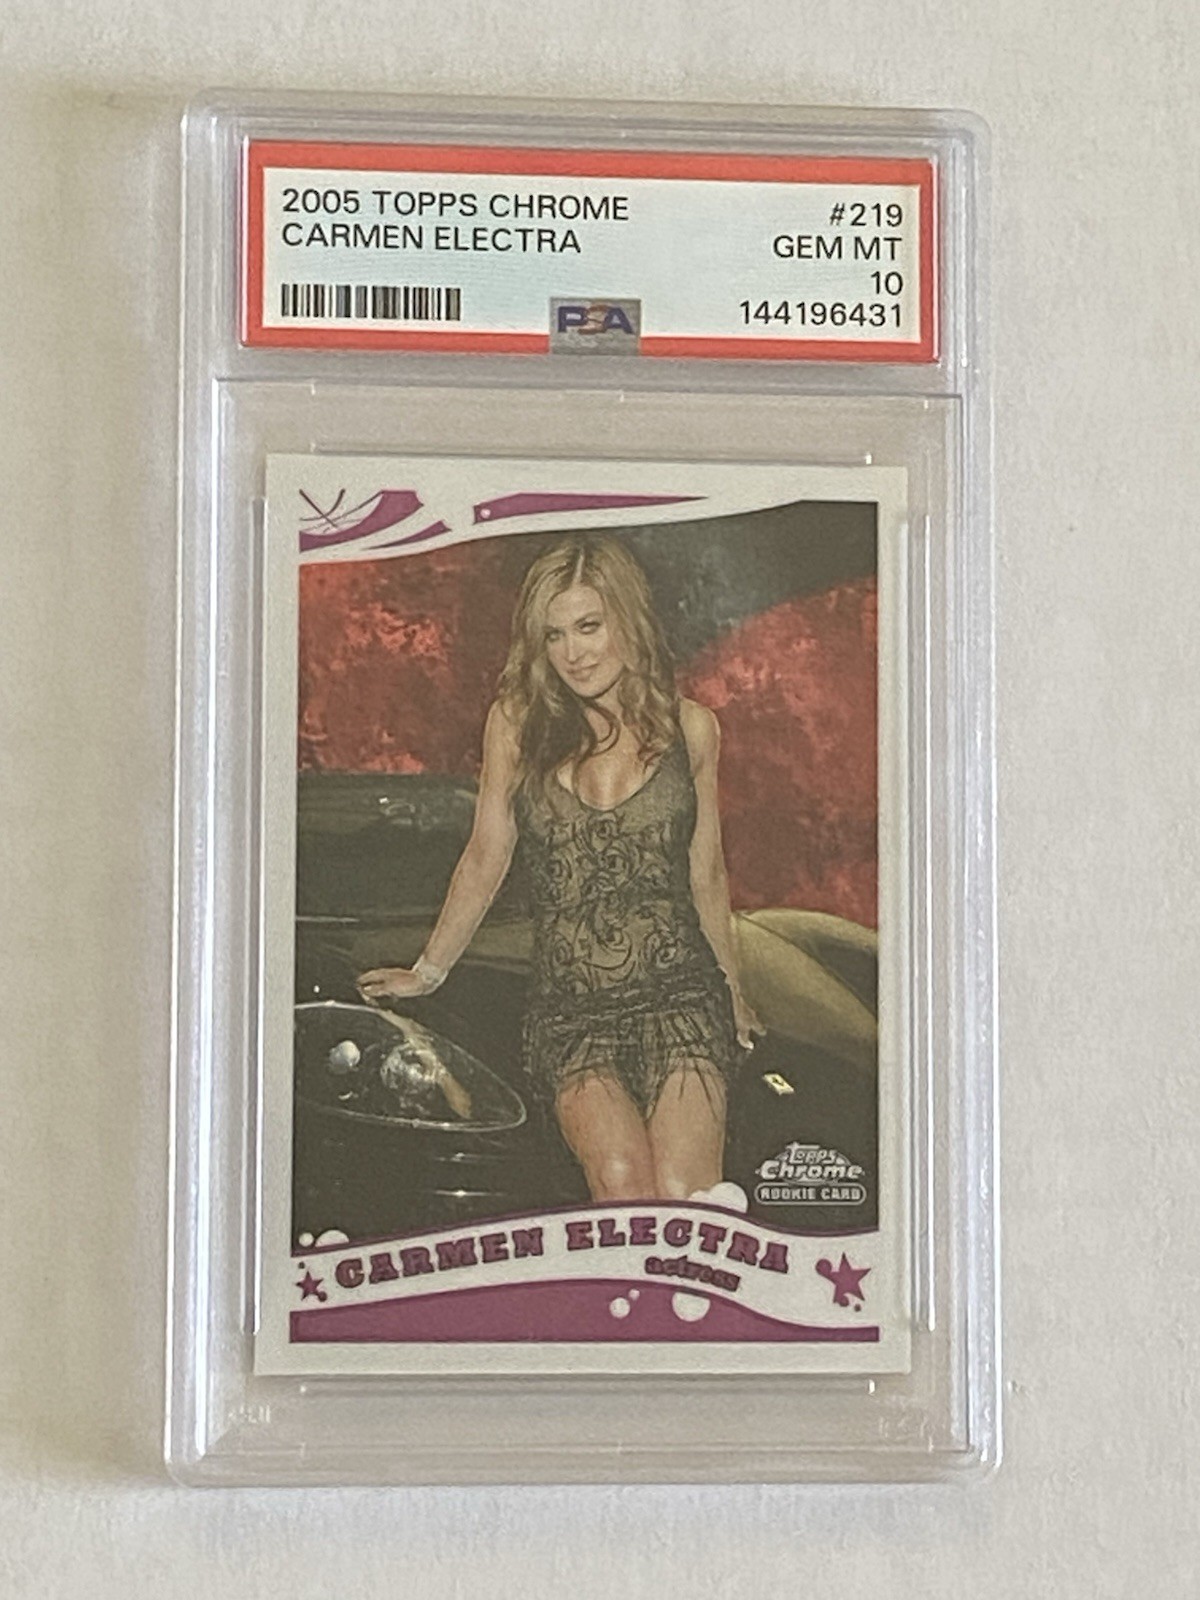 2005 TOPPS CHROME #219
CARMEN ELECTRA GEM MT
10
PSA 144196431
Topps
Chrome
ROOKIE CARD
CARMEN ELECTRA
actress